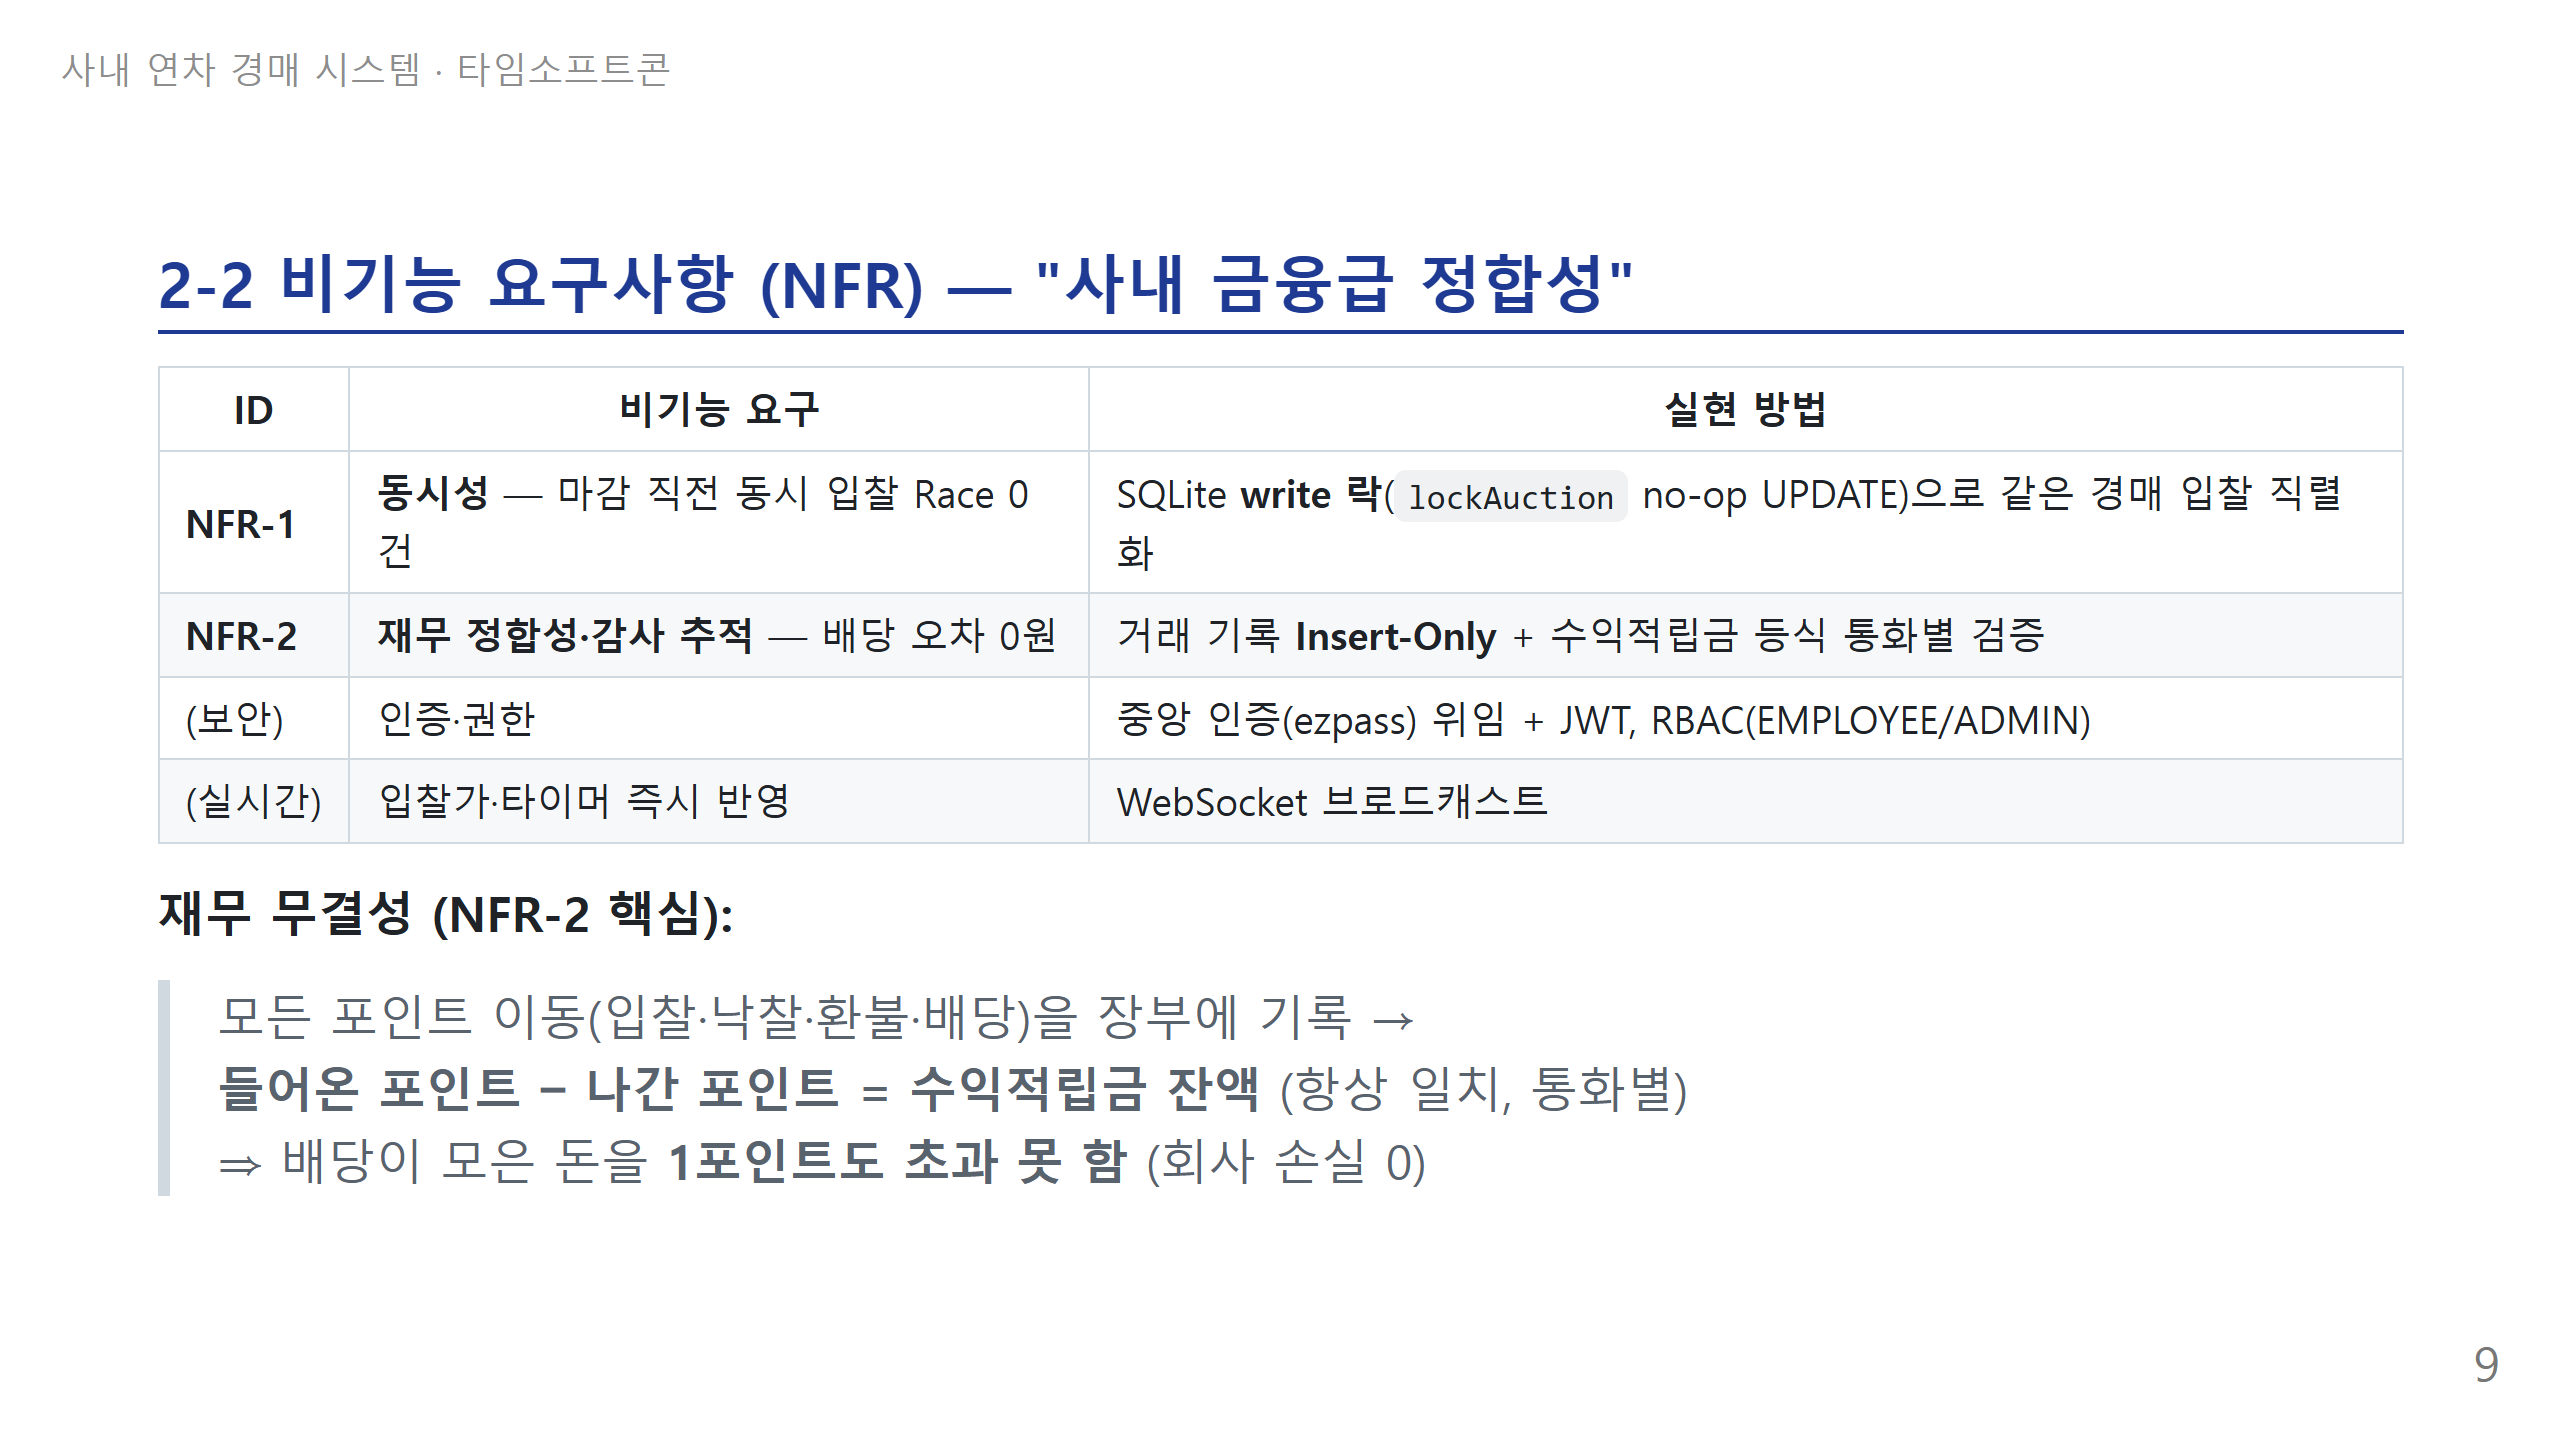 사내 연차 경매 시스템 · 타임소프트콘
2-2 비기능 요구사항 (NFR) — "사내 금융급 정합성"
ID 비기능 요구 실현 방법
NFR-1 동시성 — 마감 직전 동시 입찰 Race 0
건
SQLite write 락(lockAuction no-op UPDATE)으로 같은 경매 입찰 직렬
화
NFR-2 재무 정합성·감사 추적 — 배당 오차 0원 거래 기록 Insert-Only + 수익적립금 등식 통화별 검증
(보안) 인증·권한 중앙 인증(ezpass) 위임 + JWT, RBAC(EMPLOYEE/ADMIN)
(실시간) 입찰가·타이머 즉시 반영 WebSocket 브로드캐스트
재무 무결성 (NFR-2 핵심):
모든 포인트 이동(입찰·낙찰·환불·배당)을 장부에 기록 →
들어온 포인트 − 나간 포인트 = 수익적립금 잔액 (항상 일치, 통화별)
⇒ 배당이 모은 돈을 1포인트도 초과 못 함 (회사 손실 0)
9